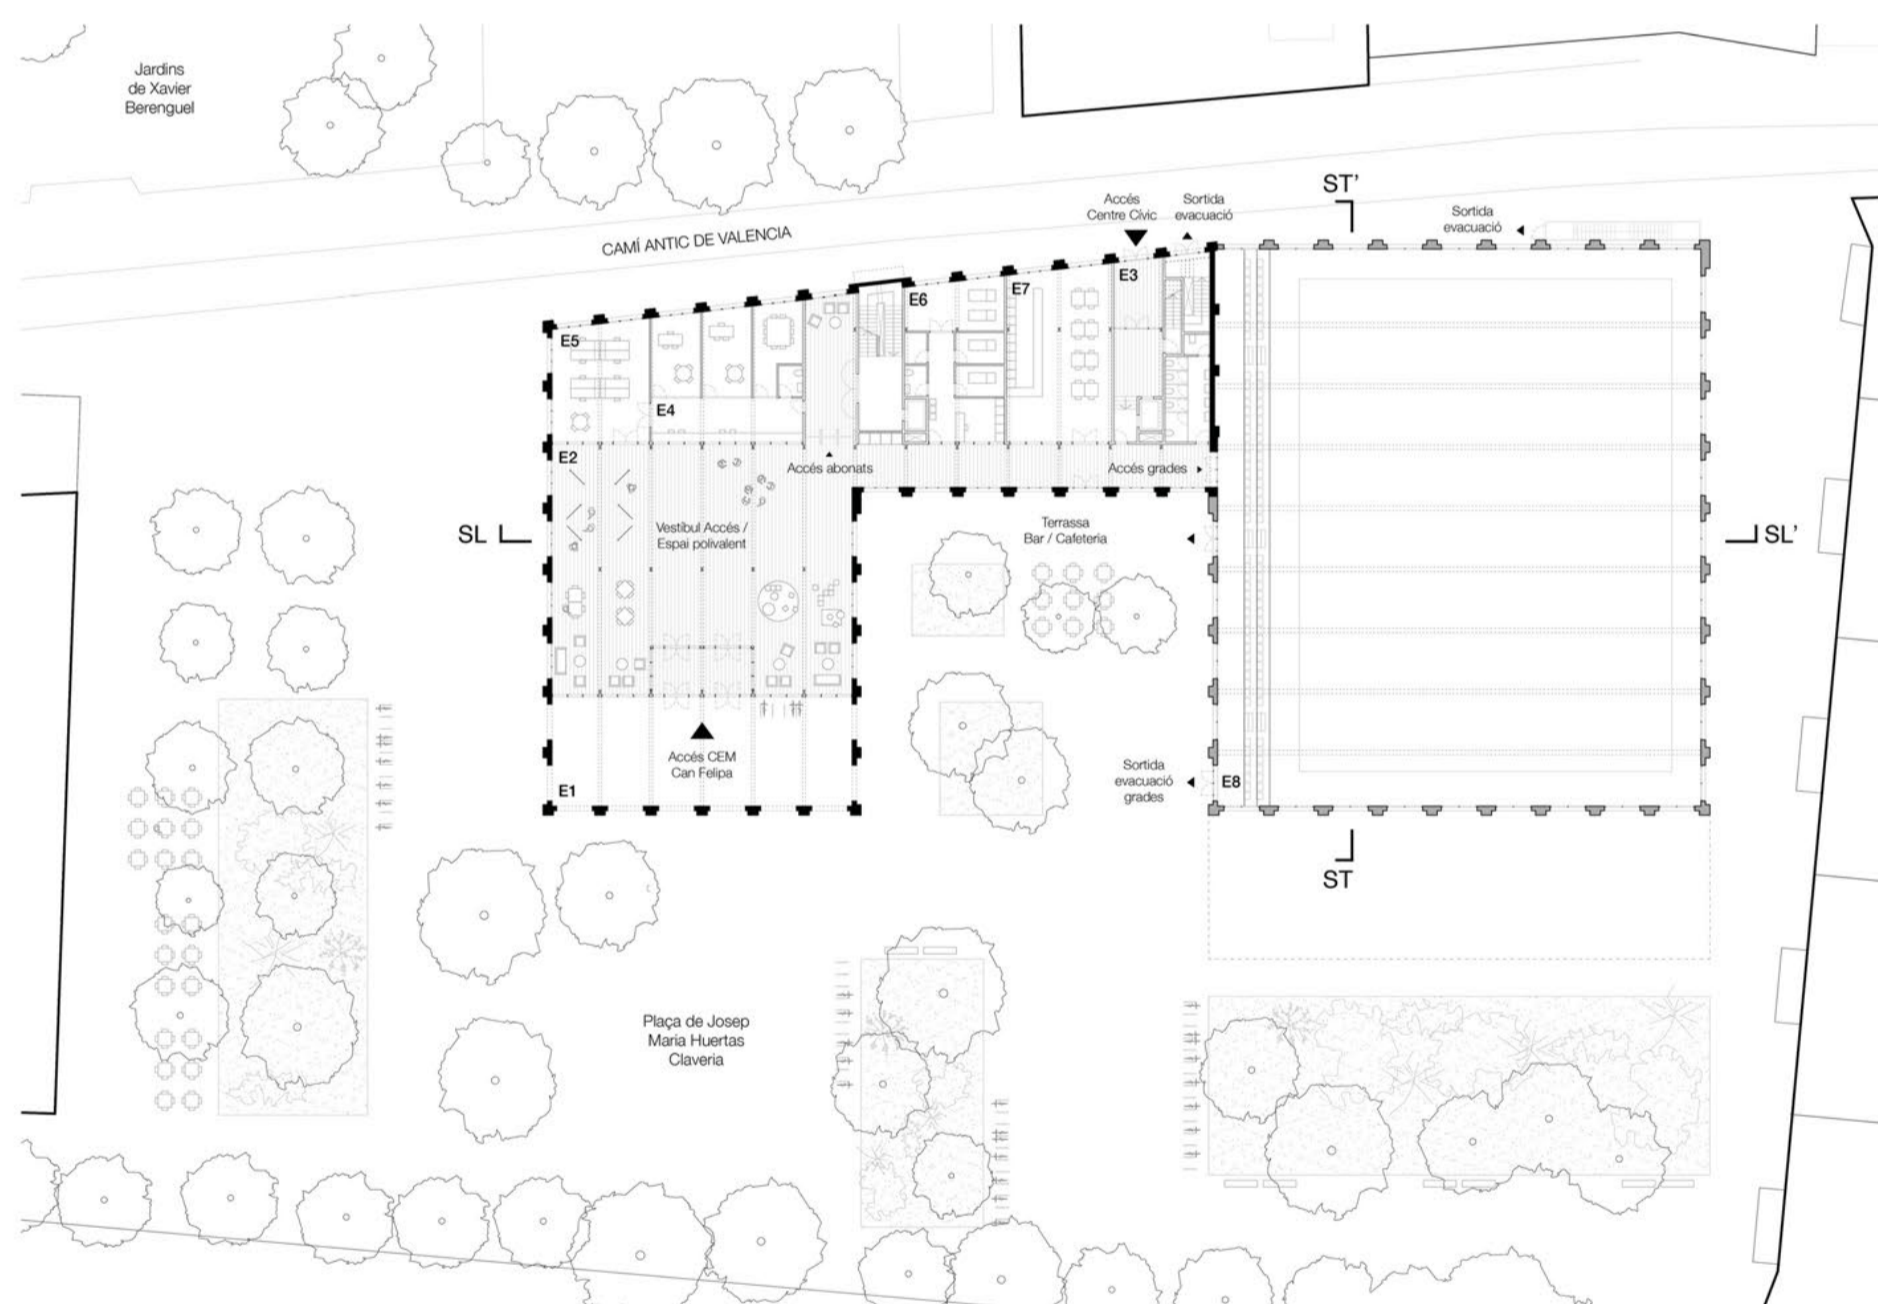 Jardins
de Xavier
Berenguel
CAMÍ ANTIC DE VALENCIA
Accés
Centre Cívic
Sortida
evacuació
ST’
Sortida
evacuació
E3
E6
E7
E5
E4
E2
Accés abonats
Accés grades
SL
Vestíbul Accés /
Espai polivalent
Terrassa
Bar / Cafeteria
SL’
Accés CEM
Can Felipa
E1
Sortida
evacuació
grades
E8
ST
Plaça de Josep
Maria Huertas
Claveria